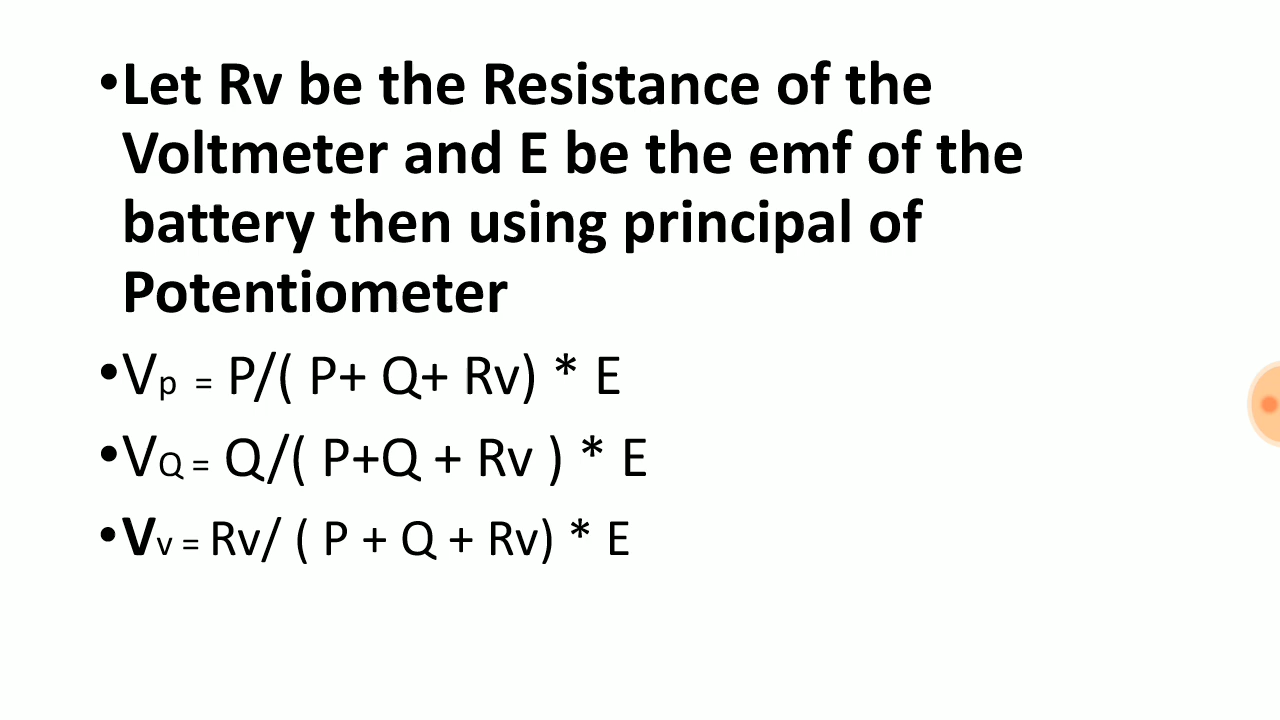 •Let Rv be the Resistance of the
Voltmeter and E be the emf of the
battery then using principal of
Potentiometer
•Vp = P/( P+ Q+ Rv) * E
•VQ = Q/( P+Q + Rv ) * E
•Vv = Rv/ ( P + Q + Rv) * E